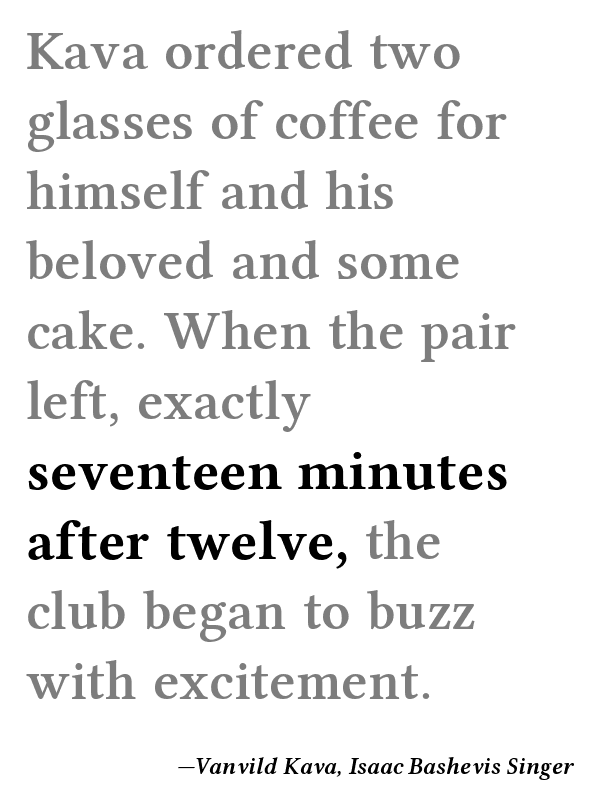 Kava ordered two
glasses of coffee for
himself and his
beloved and some
cake. When the pair
left, exactly
seventeen minutes
after twelve, the
club began to buzz
with excitement.
—Vanvild Kava, Isaac Bashevis Singer